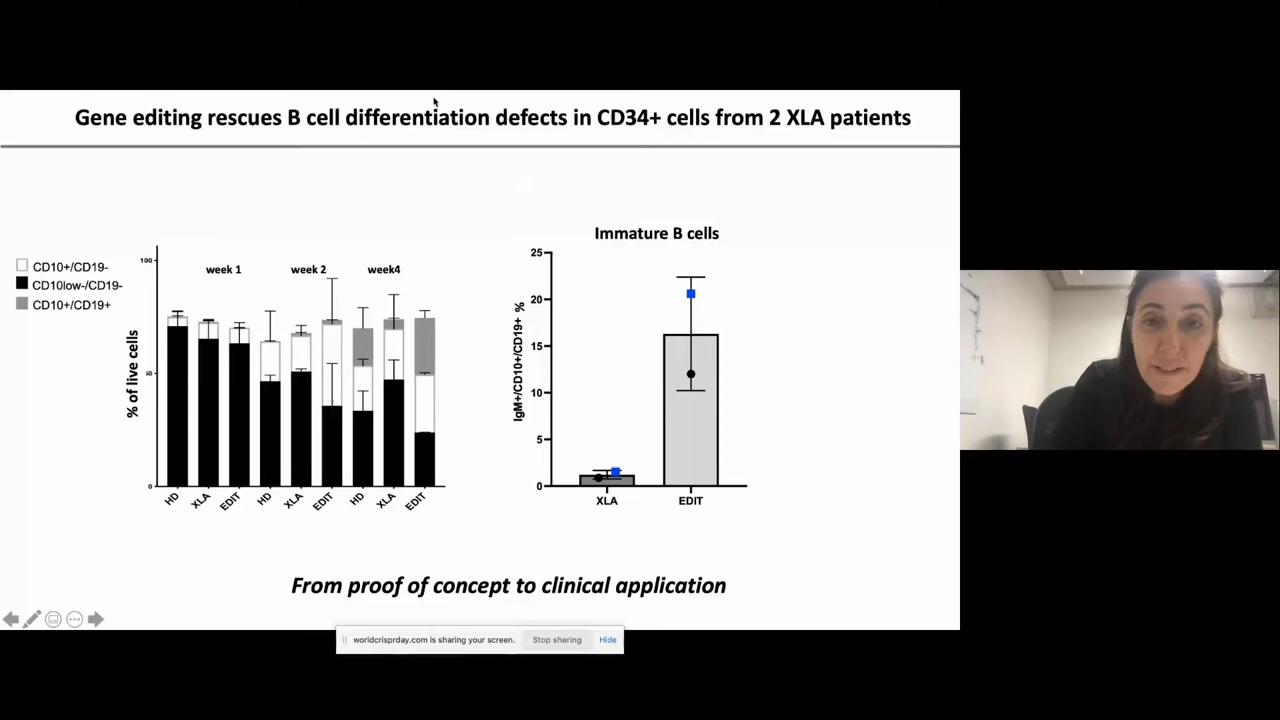 Gene editing rescues B cell differentiation defects in CD34+ cells from 2 XLA patients
CD10+/CD19-
CD10low-/CD19-
CD10+/CD19+
% of live cells
100
50
0
week 1
week 2
week4
HD
XLA
EDIT
HD
XLA
EDIT
HD
XLA
EDIT
Immature B cells
IgM+/CD10+/CD19+ %
25
20
15
10
5
0
XLA
EDIT
From proof of concept to clinical application
worldcrisprday.com is sharing your screen.
Stop sharing
Hide